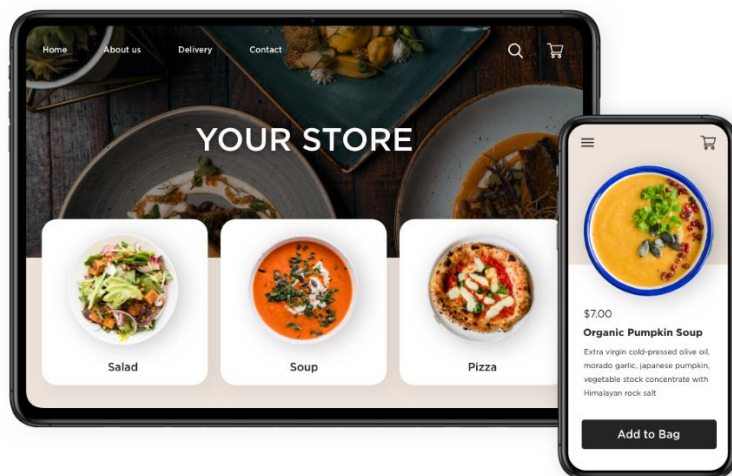 Home About us Delivery Contact
YOUR STORE
Salad Soup Pizza
$7.00
Organic Pumpkin Soup
Extra virgin cold-pressed olive oil,
morado garlic, japanese pumpkin,
vegetable stock concentrate with
Himalayan rock salt
Add to Bag